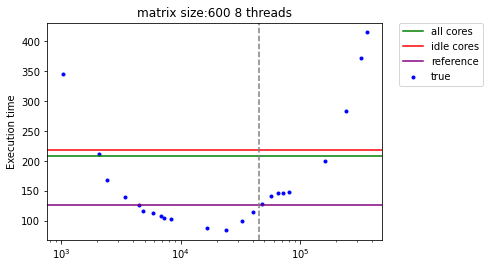 matrix size:600 8 threads
Execution time
400
350
300
250
200
150
100
10³
10⁴
10⁵
all cores
idle cores
reference
true